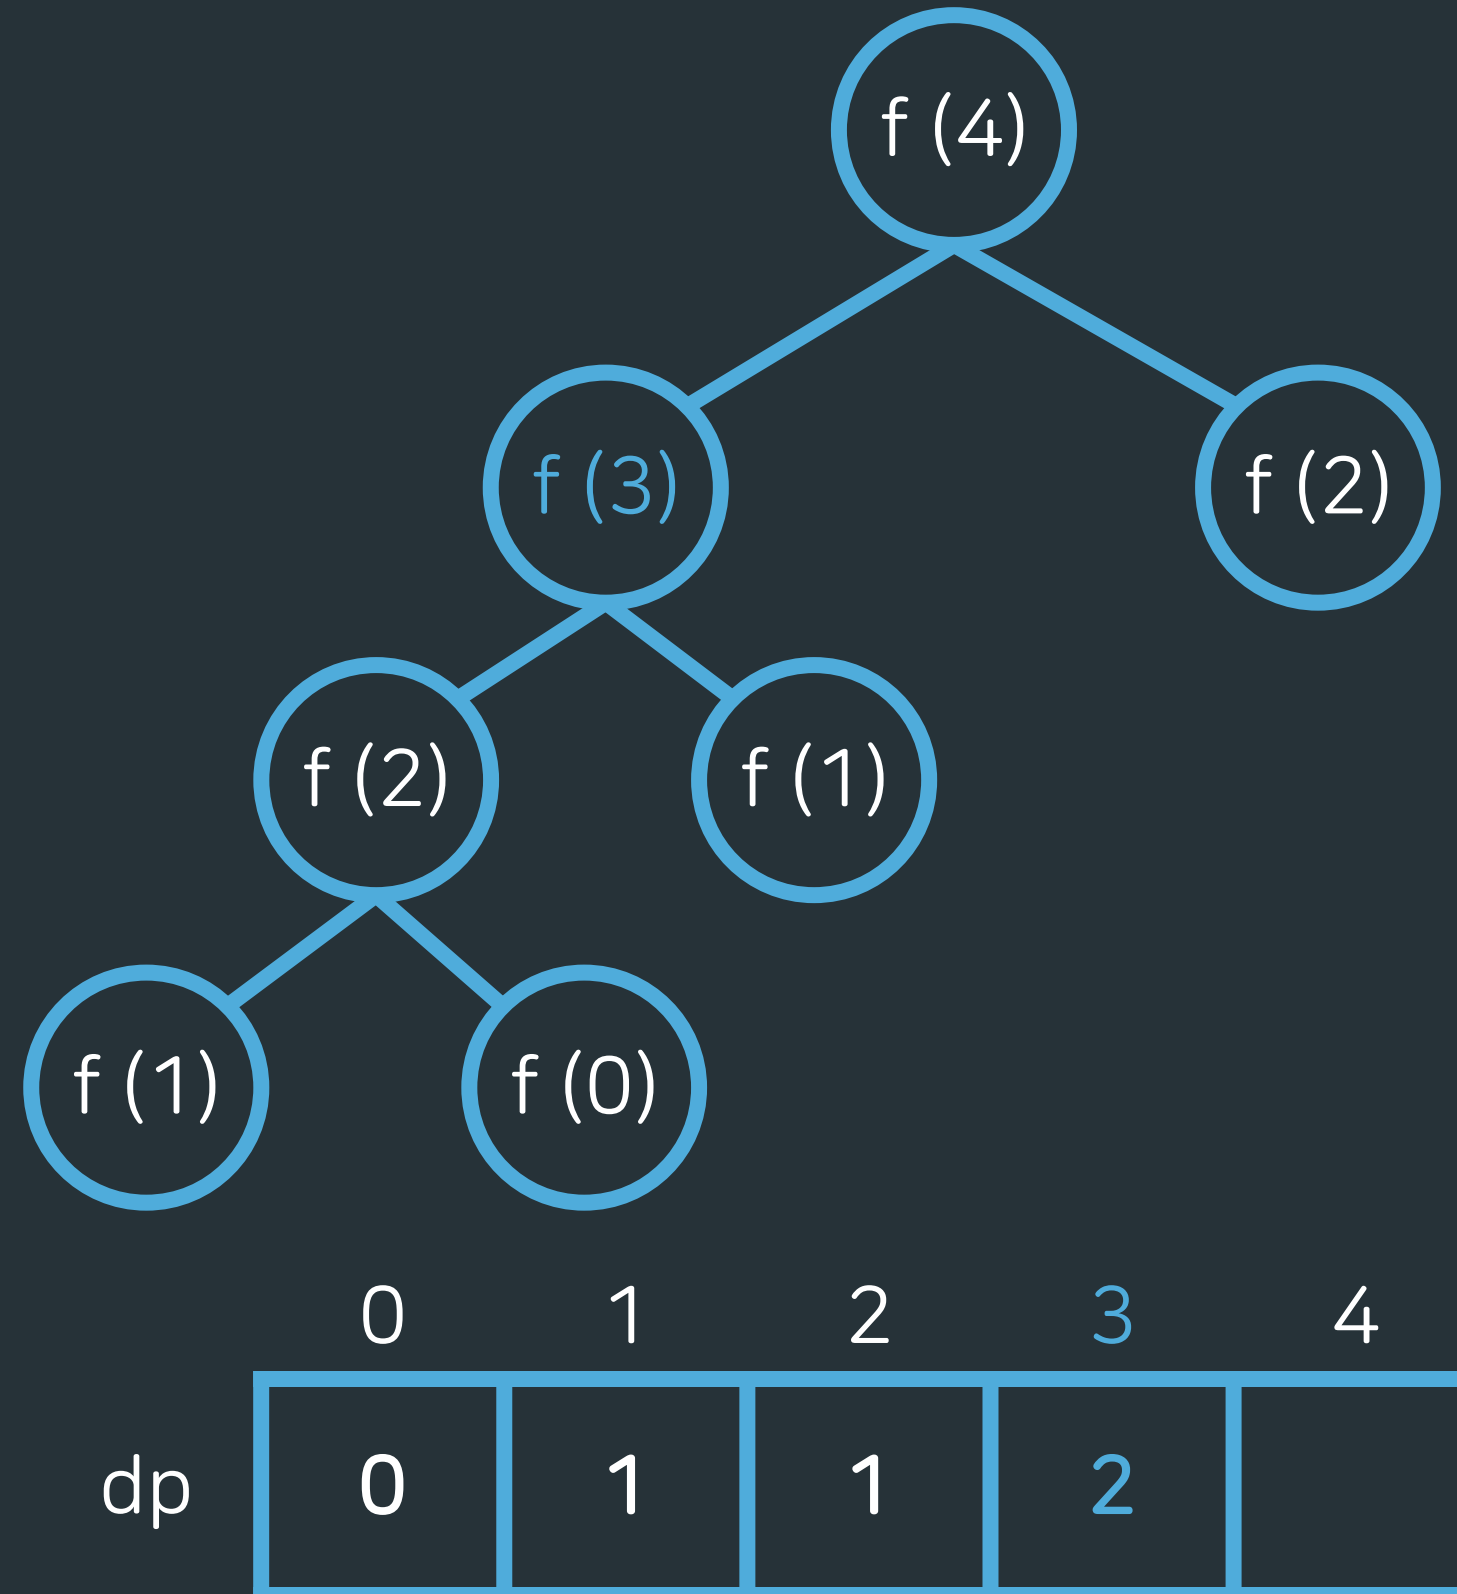 f (4)
f (3) f (2)
f (2) f (1)
f (1) f (0)
0 1 2 3 4
dp 0 1 1 2